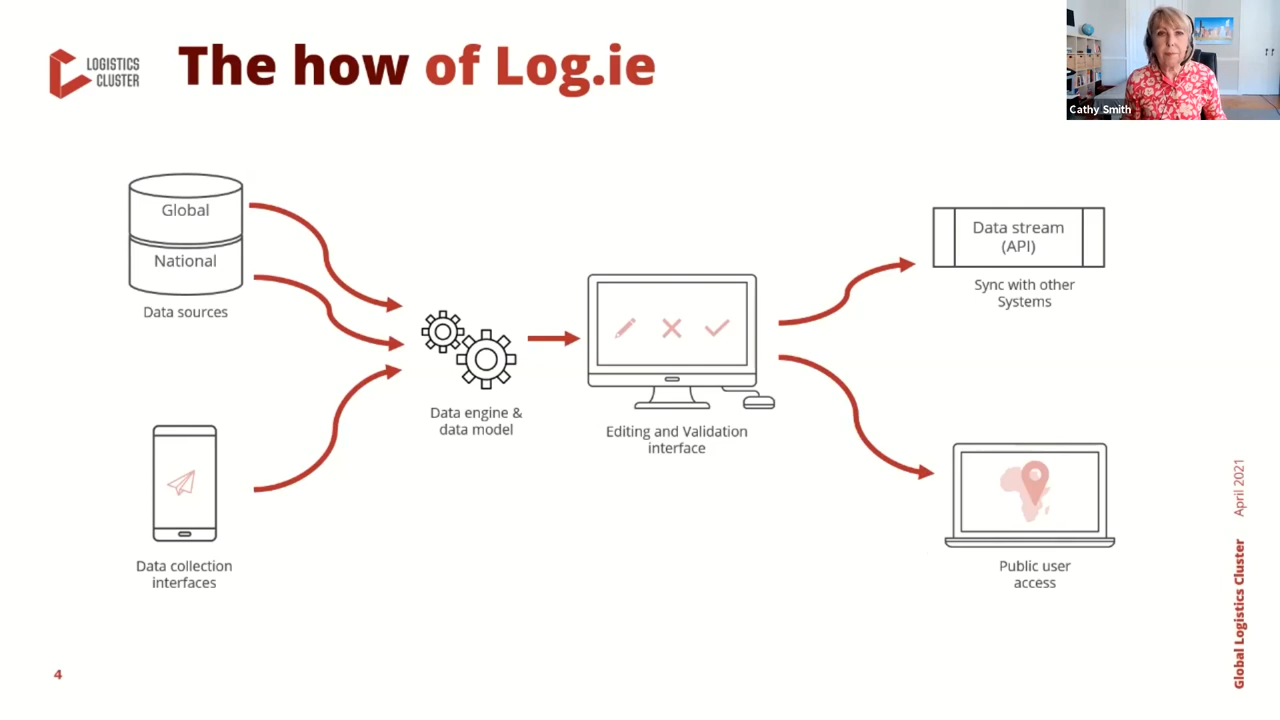 LOGISTICS
CLUSTER
The how of Log.ie
Cathy Smith
Global
National
Data sources
Data collection
interfaces
Data engine &
data model
Editing and Validation
interface
Data stream
(API)
Sync with other
Systems
Public user
access
Global Logistics Cluster April 2021
4